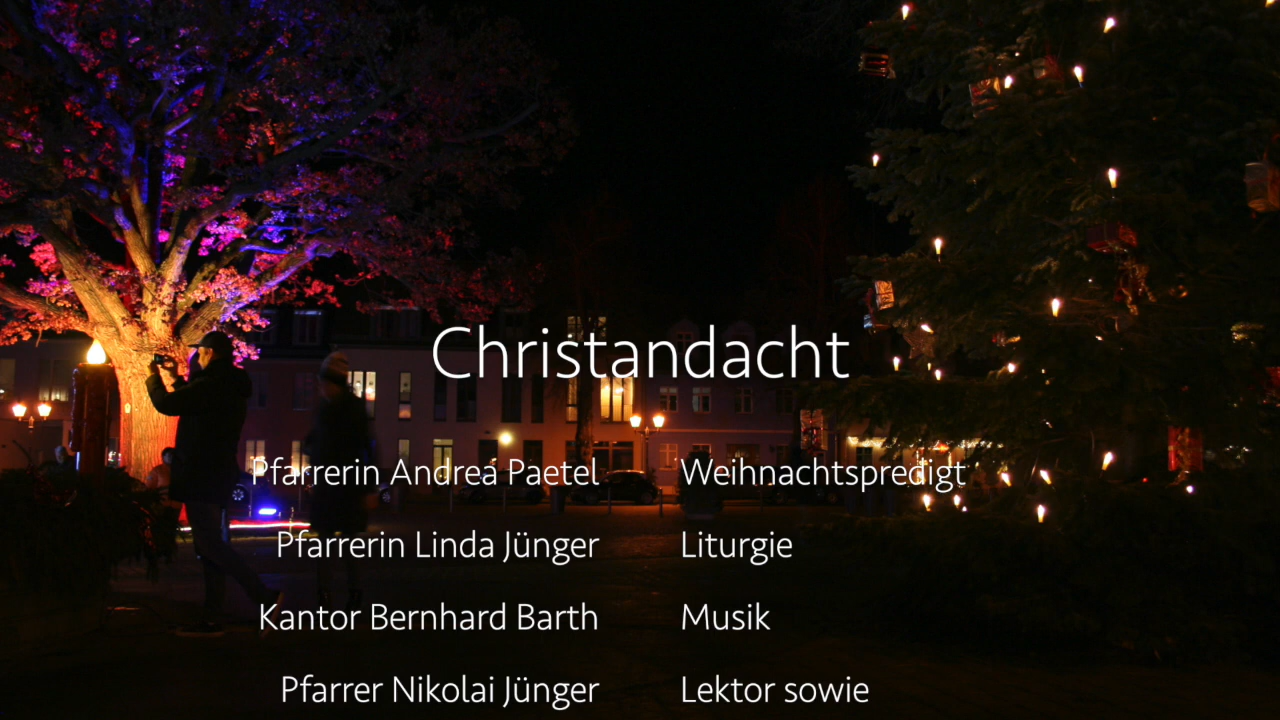 Christandacht
Pfarrerin Andrea Paetel Weihnachtspredigt
Pfarrerin Linda Jünger Liturgie
Kantor Bernhard Barth Musik
Pfarrer Nikolai Jünger Lektor sowie